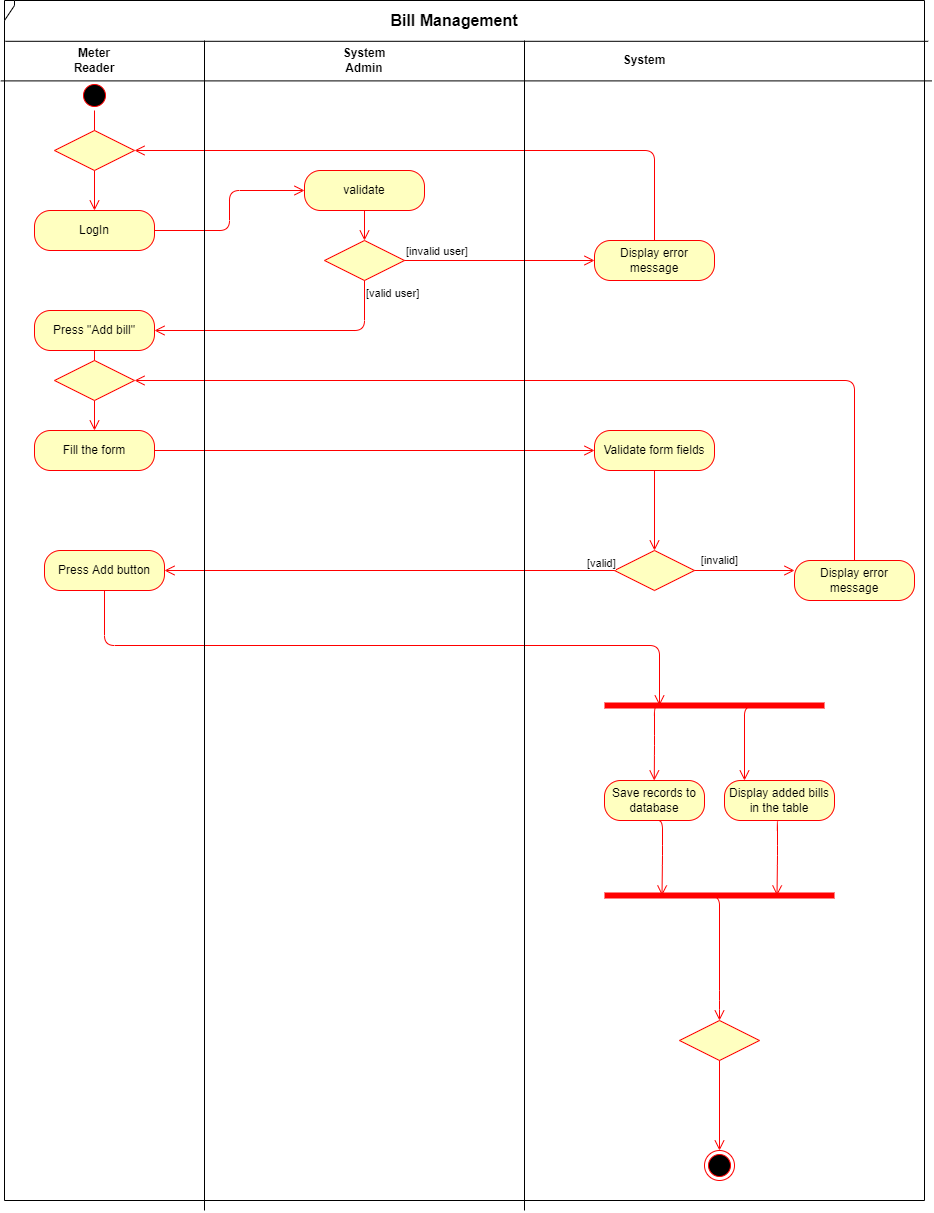 Bill Management
Meter
Reader
System
Admin
System
validate
LogIn
[invalid user]
Display error
message
[valid user]
Press "Add bill"
Fill the form
Validate form fields
Press Add button
[valid]
[invalid]
Display error
message
Save records to
database
Display added bills
in the table